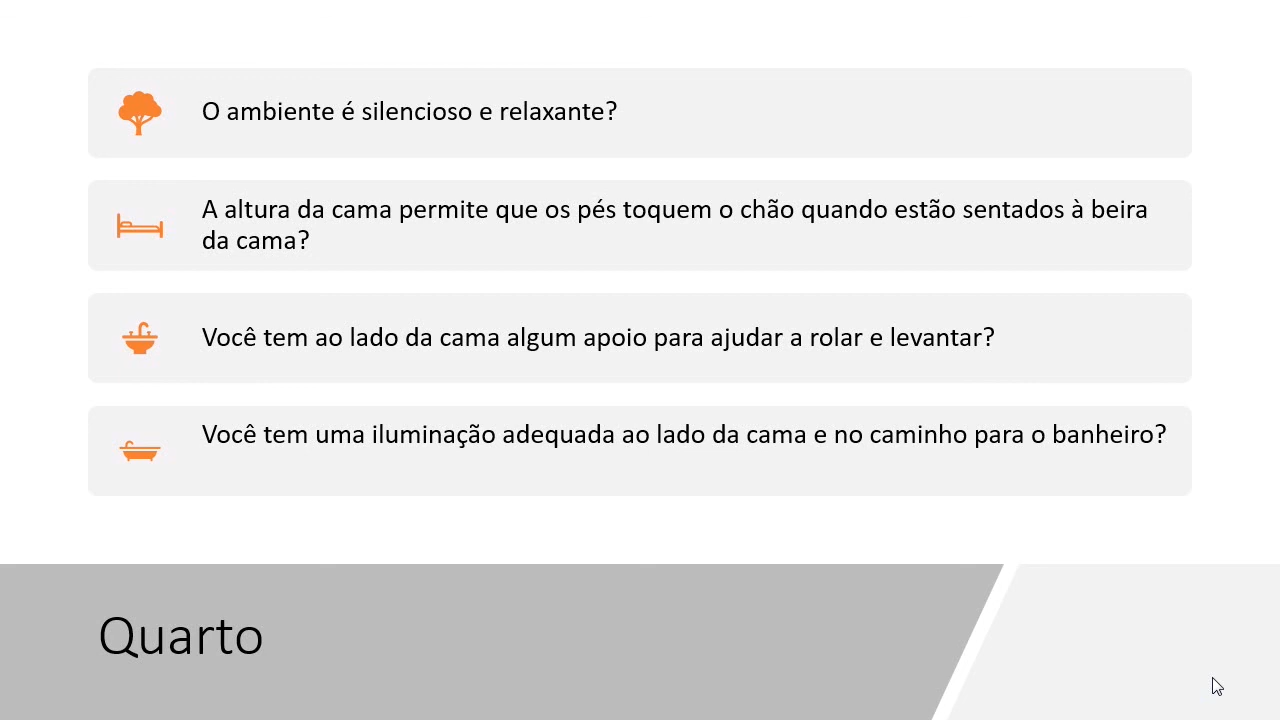 O ambiente é silencioso e relaxante?
A altura da cama permite que os pés toquem o chão quando estão sentados à beira
da cama?
Você tem ao lado da cama algum apoio para ajudar a rolar e levantar?
Você tem uma iluminação adequada ao lado da cama e no caminho para o banheiro?
Quarto